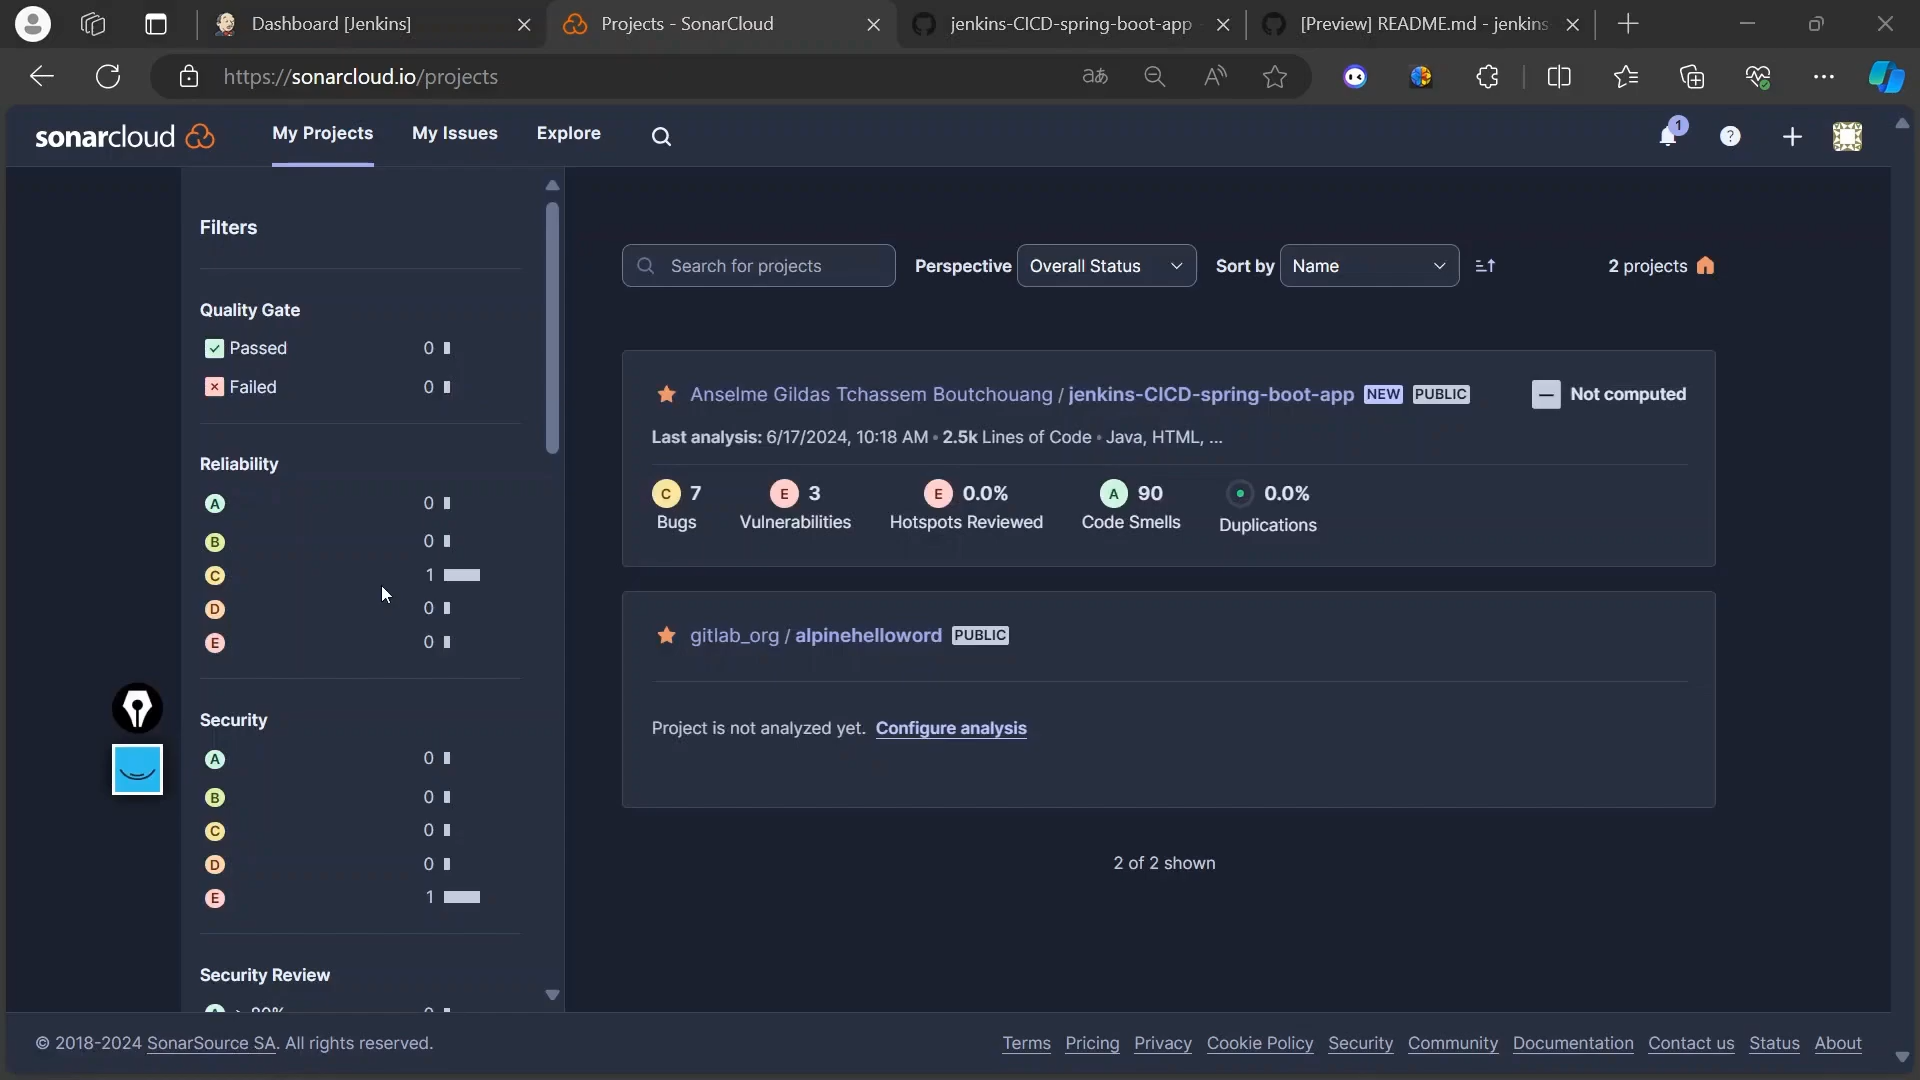 Dashboard [Jenkins]
Projects - SonarCloud
jenkins-CICD-spring-boot-app
[Preview] README.md - jenkins
https://sonarcloud.io/projects
aあ
sonarcloud
My Projects
My Issues
Explore
1
?
Filters
Quality Gate
Passed 0
Failed 0
Reliability
A 0
B 0
C 1
D 0
E 0
Security
A 0
B 0
C 0
D 0
E 1
Security Review
Search for projects
Perspective
Overall Status
Sort by
Name
2 projects
Anselme Gildas Tchassem Boutchouang / jenkins-CICD-spring-boot-app NEW PUBLIC
Not computed
Last analysis: 6/17/2024, 10:18 AM • 2.5k Lines of Code • Java, HTML, ...
C 7 E 3 E 0.0% A 90 0.0%
Bugs Vulnerabilities Hotspots Reviewed Code Smells Duplications
gitlab_org / alpinehelloword PUBLIC
Project is not analyzed yet. Configure analysis
2 of 2 shown
© 2018-2024 SonarSource SA. All rights reserved.
Terms Pricing Privacy Cookie Policy Security Community Documentation Contact us Status About